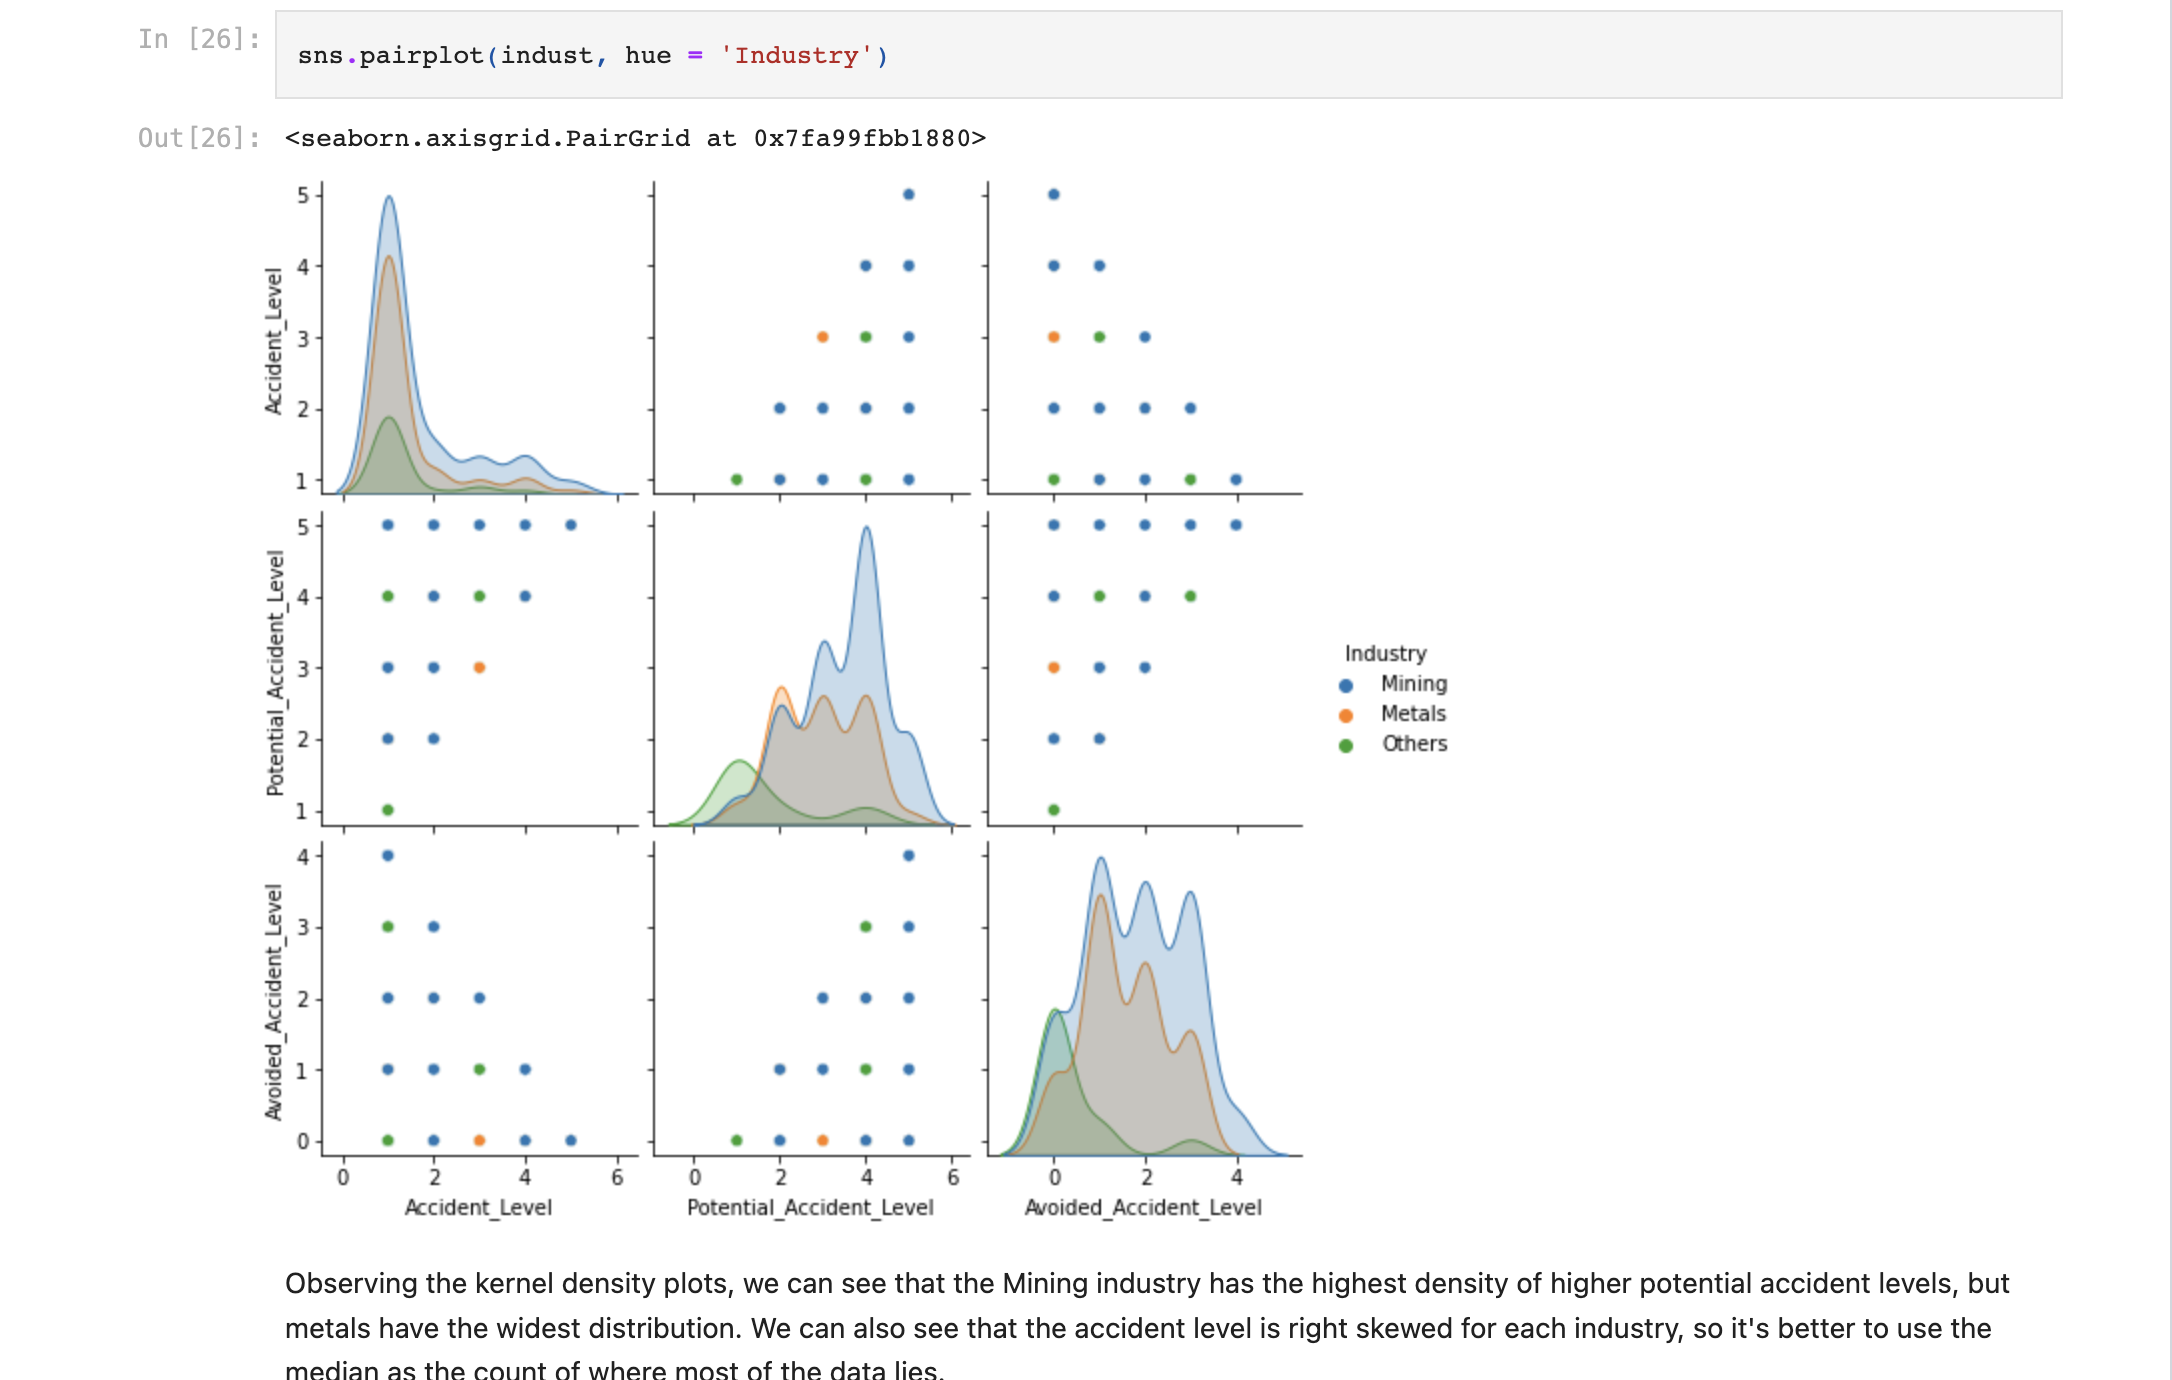 In [26]:
sns.pairplot(indust, hue = 'Industry')
Out[26]:
<seaborn.axisgrid.PairGrid at 0x7fa99fbb1880>
5
4
3
2
1
Accident_Level
5
4
3
2
1
Potential_Accident_Level
4
3
2
1
0
Avoided_Accident_Level
0 2 4 6
Accident_Level
0 2 4 6
Potential_Accident_Level
0 2 4
Avoided_Accident_Level
Industry
Mining
Metals
Others
Observing the kernel density plots, we can see that the Mining industry has the highest density of higher potential accident levels, but
metals have the widest distribution. We can also see that the accident level is right skewed for each industry, so it's better to use the
median as the count of where most of the data lies.